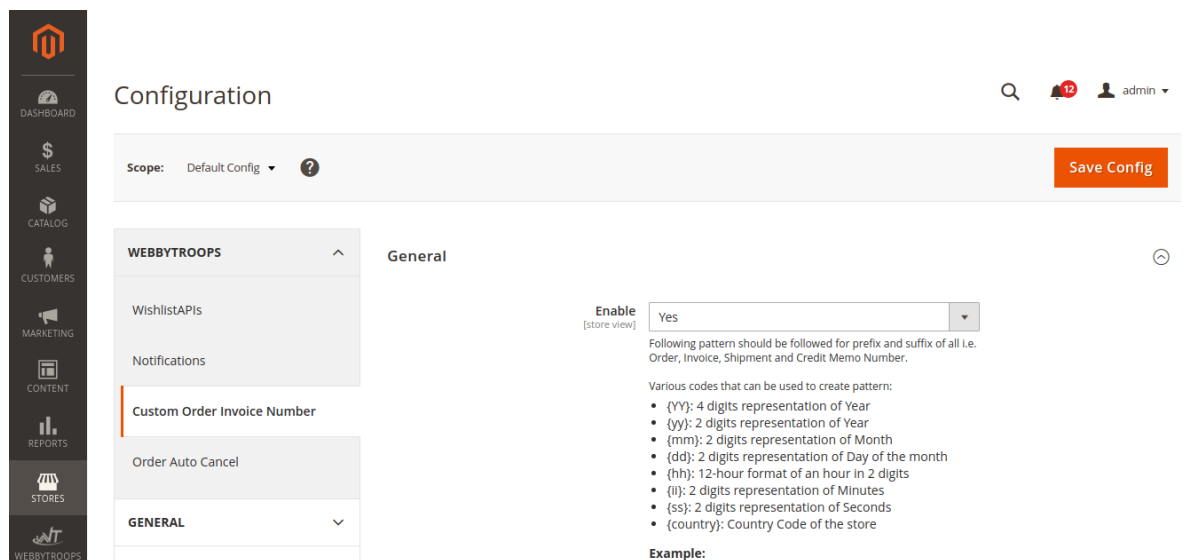 Configuration
12
admin
DASHBOARD
SALES
CATALOG
CUSTOMERS
MARKETING
CONTENT
REPORTS
STORES
WEBBYTROOPS
Scope: Default Config ?
Save Config
WEBBYTROOPS
WishlistAPIs
Notifications
Custom Order Invoice Number
Order Auto Cancel
GENERAL
General
Enable
[store view]
Yes
Following pattern should be followed for prefix and suffix of all i.e.
Order, Invoice, Shipment and Credit Memo Number.
Various codes that can be used to create pattern:
• {YY}: 4 digits representation of Year
• {yy}: 2 digits representation of Year
• {mm}: 2 digits representation of Month
• {dd}: 2 digits representation of Day of the month
• {hh}: 12-hour format of an hour in 2 digits
• {ii}: 2 digits representation of Minutes
• {ss}: 2 digits representation of Seconds
• {country}: Country Code of the store
Example: